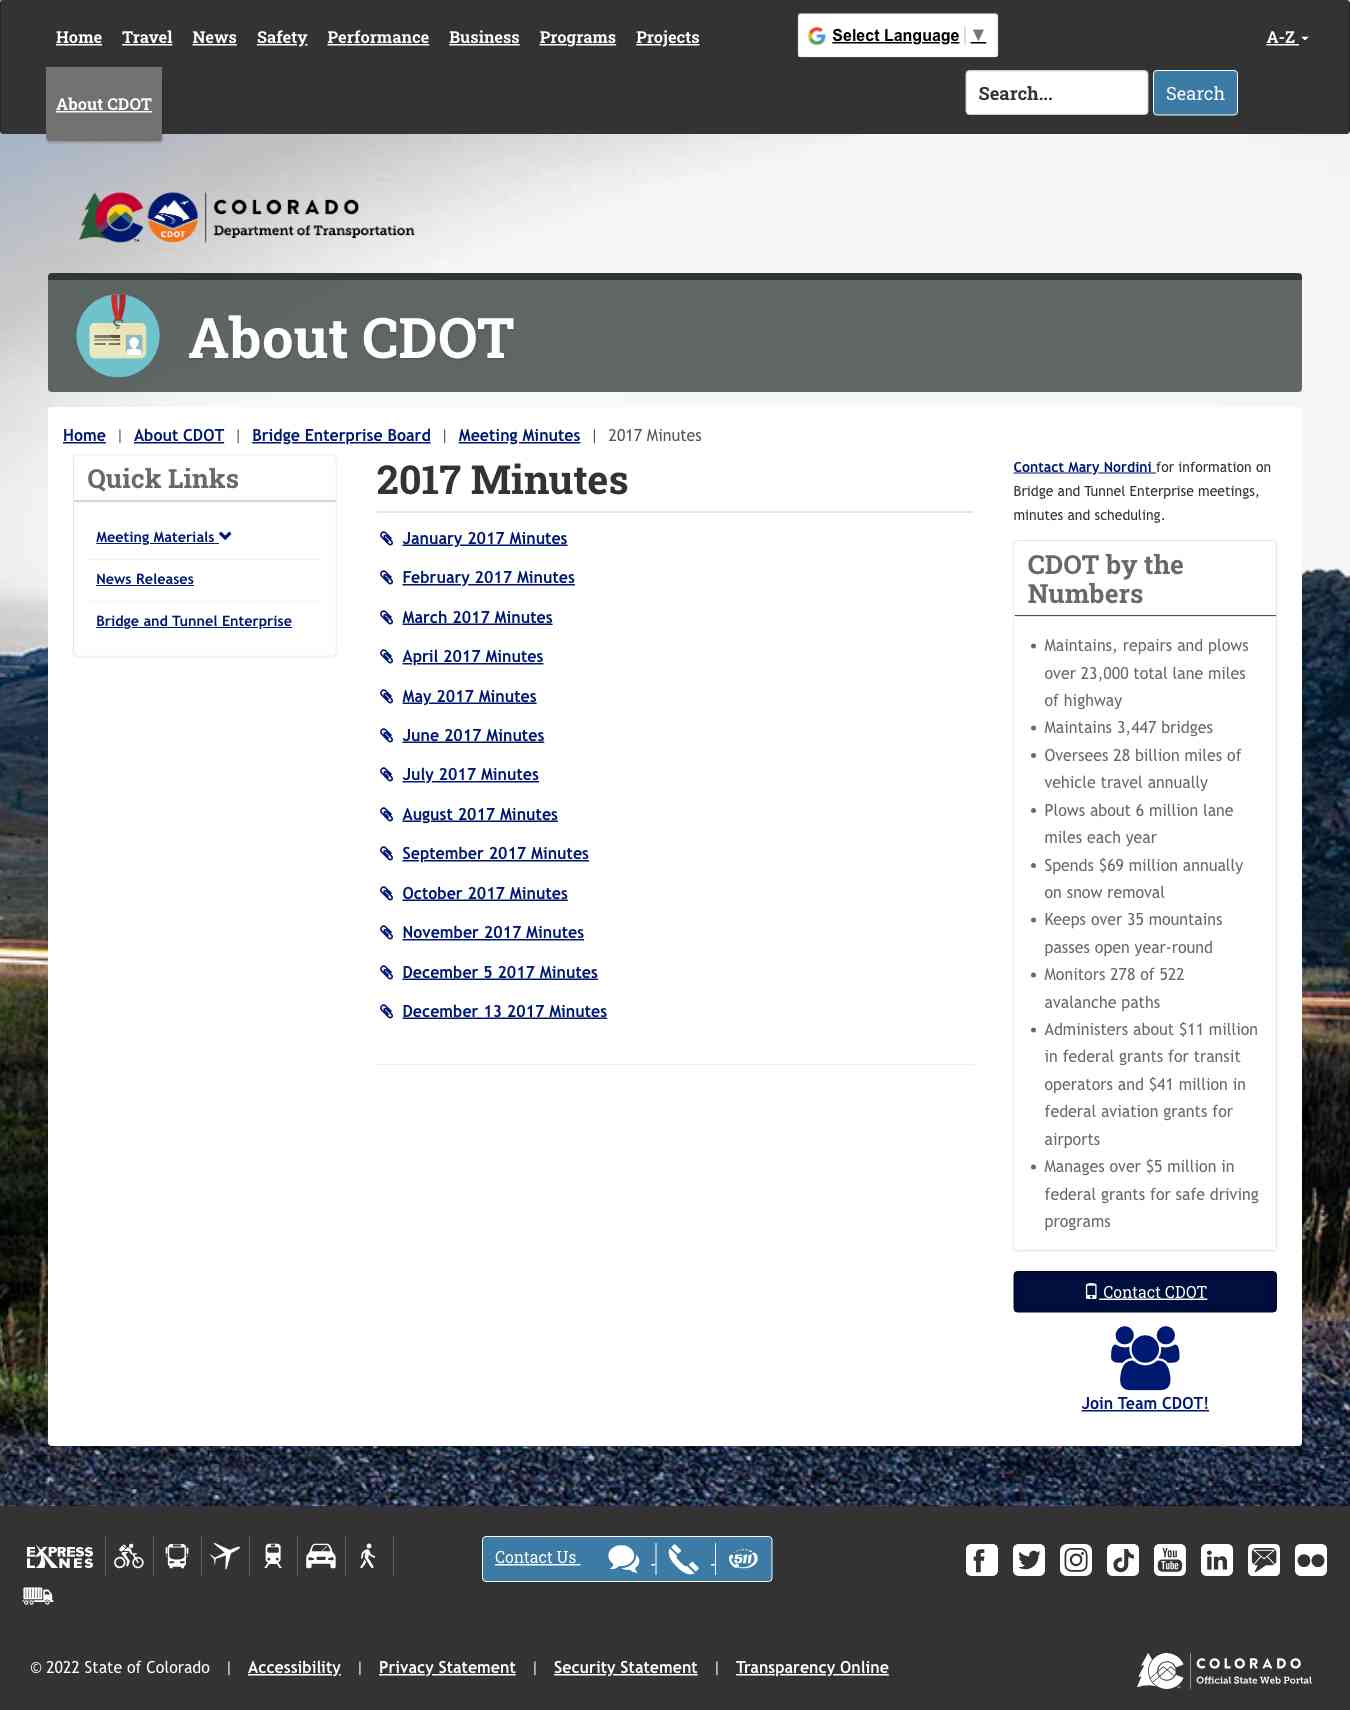 Home Travel News Safety Performance Business Programs Projects
Select Language ▼
A-Z
About CDOT
Search...
Search
CDOT
COLORADO
Department of Transportation
About CDOT
Home | About CDOT | Bridge Enterprise Board | Meeting Minutes | 2017 Minutes
Quick Links
Meeting Materials
News Releases
Bridge and Tunnel Enterprise
2017 Minutes
January 2017 Minutes
February 2017 Minutes
March 2017 Minutes
April 2017 Minutes
May 2017 Minutes
June 2017 Minutes
July 2017 Minutes
August 2017 Minutes
September 2017 Minutes
October 2017 Minutes
November 2017 Minutes
December 5 2017 Minutes
December 13 2017 Minutes
Contact Mary Nordini for information on
Bridge and Tunnel Enterprise meetings,
minutes and scheduling.
CDOT by the
Numbers
• Maintains, repairs and plows
over 23,000 total lane miles
of highway
• Maintains 3,447 bridges
• Oversees 28 billion miles of
vehicle travel annually
• Plows about 6 million lane
miles each year
• Spends $69 million annually
on snow removal
• Keeps over 35 mountains
passes open year-round
• Monitors 278 of 522
avalanche paths
• Administers about $11 million
in federal grants for transit
operators and $41 million in
federal aviation grants for
airports
• Manages over $5 million in
federal grants for safe driving
programs
Contact CDOT
Join Team CDOT!
EXPRESS
LANES
Contact Us
511
You
Tube
in
© 2022 State of Colorado | Accessibility | Privacy Statement | Security Statement | Transparency Online
COLORADO
Official State Web Portal